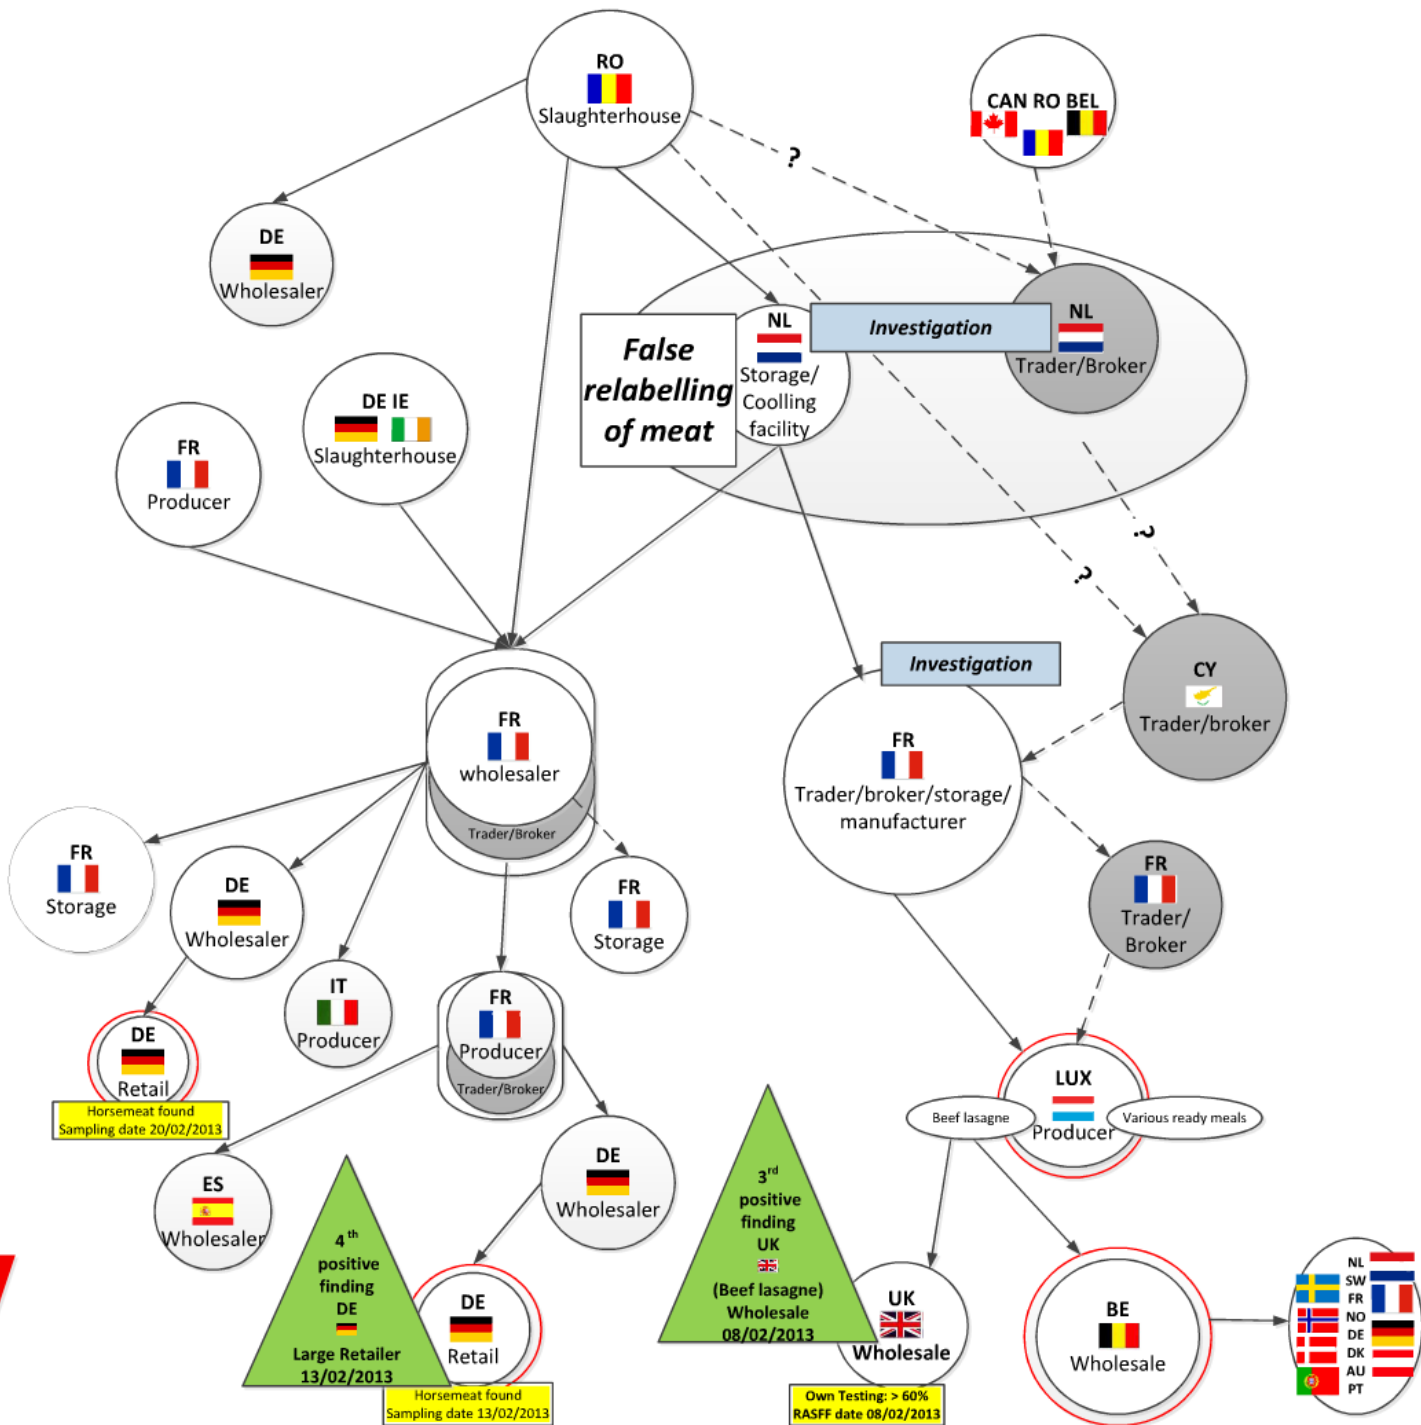 RO
Slaughterhouse
CAN RO BEL
?
DE
Wholesaler
False
relabelling
of meat
NL
Storage/
Coolling
facility
Investigation
NL
Trader/Broker
DE IE
Slaughterhouse
FR
Producer
?
?
Investigation
CY
Trader/broker
FR
wholesaler
Trader/Broker
FR
Trader/broker/storage/
manufacturer
FR
Storage
DE
Wholesaler
FR
Storage
FR
Trader/
Broker
IT
Producer
FR
Producer
Trader/Broker
DE
Retail
Horsemeat found
Sampling date 20/02/2013
LUX
Producer
Beef lasagne
Various ready meals
ES
Wholesaler
DE
Wholesaler
4th
positive
finding
DE
Large Retailer
13/02/2013
DE
Retail
Horsemeat found
Sampling date 13/02/2013
3rd
positive
finding
UK
(Beef lasagne)
Wholesale
08/02/2013
UK
Wholesale
Own Testing: > 60%
RASFF date 08/02/2013
BE
Wholesale
NL
SW
FR
NO
DE
DK
AU
PT